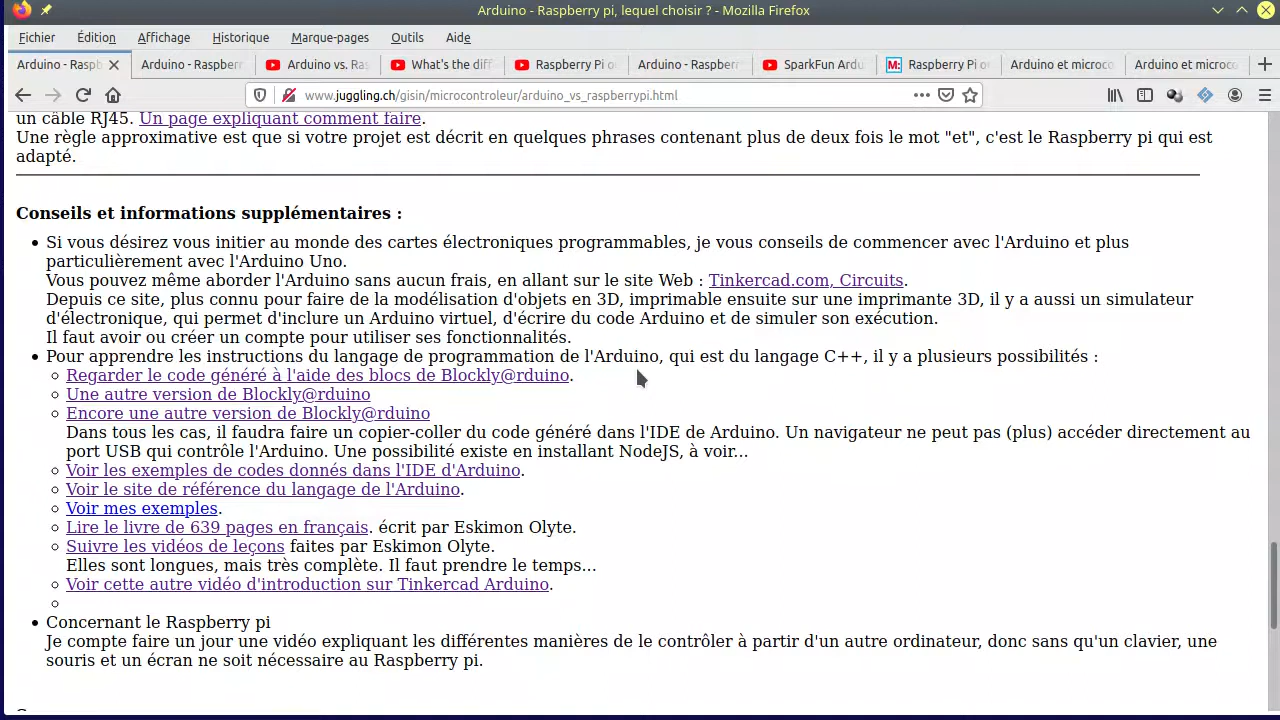 Arduino - Raspberry pi, lequel choisir ? - Mozilla Firefox
Fichier Édition Affichage Historique Marque-pages Outils Aide
Arduino - Raspb Arduino - Raspberr Arduino vs. Ras What's the diff Raspberry Pi o Arduino - Raspberr SparkFun Ardu M: Raspberry Pi o Arduino et microco Arduino et microco
www.juggling.ch/gisin/microcontroleur/arduino_vs_raspberrypi.html
un câble RJ45. Un page expliquant comment faire.
Une règle approximative est que si votre projet est décrit en quelques phrases contenant plus de deux fois le mot "et", c'est le Raspberry pi qui est
adapté.
Conseils et informations supplémentaires :
Si vous désirez vous initier au monde des cartes électroniques programmables, je vous conseils de commencer avec l'Arduino et plus
particulièrement avec l'Arduino Uno.
Vous pouvez même aborder l'Arduino sans aucun frais, en allant sur le site Web : Tinkercad.com, Circuits.
Depuis ce site, plus connu pour faire de la modélisation d'objets en 3D, imprimable ensuite sur une imprimante 3D, il y a aussi un simulateur
d'électronique, qui permet d'inclure un Arduino virtuel, d'écrire du code Arduino et de simuler son exécution.
Il faut avoir ou créer un compte pour utiliser ses fonctionnalités.
Pour apprendre les instructions du langage de programmation de l'Arduino, qui est du langage C++, il y a plusieurs possibilités :
Regarder le code généré à l'aide des blocs de Blockly@rduino.
Une autre version de Blockly@rduino
Encore une autre version de Blockly@rduino
Dans tous les cas, il faudra faire un copier-coller du code généré dans l'IDE de Arduino. Un navigateur ne peut pas (plus) accéder directement au
port USB qui contrôle l'Arduino. Une possibilité existe en installant NodeJS, à voir...
Voir les exemples de codes donnés dans l'IDE d'Arduino.
Voir le site de référence du langage de l'Arduino.
Voir mes exemples.
Lire le livre de 639 pages en français. écrit par Eskimon Olyte.
Suivre les vidéos de leçons faites par Eskimon Olyte.
Elles sont longues, mais très complète. Il faut prendre le temps...
Voir cette autre vidéo d'introduction sur Tinkercad Arduino.
Concernant le Raspberry pi
Je compte faire un jour une vidéo expliquant les différentes manières de le contrôler à partir d'un autre ordinateur, donc sans qu'un clavier, une
souris et un écran ne soit nécessaire au Raspberry pi.